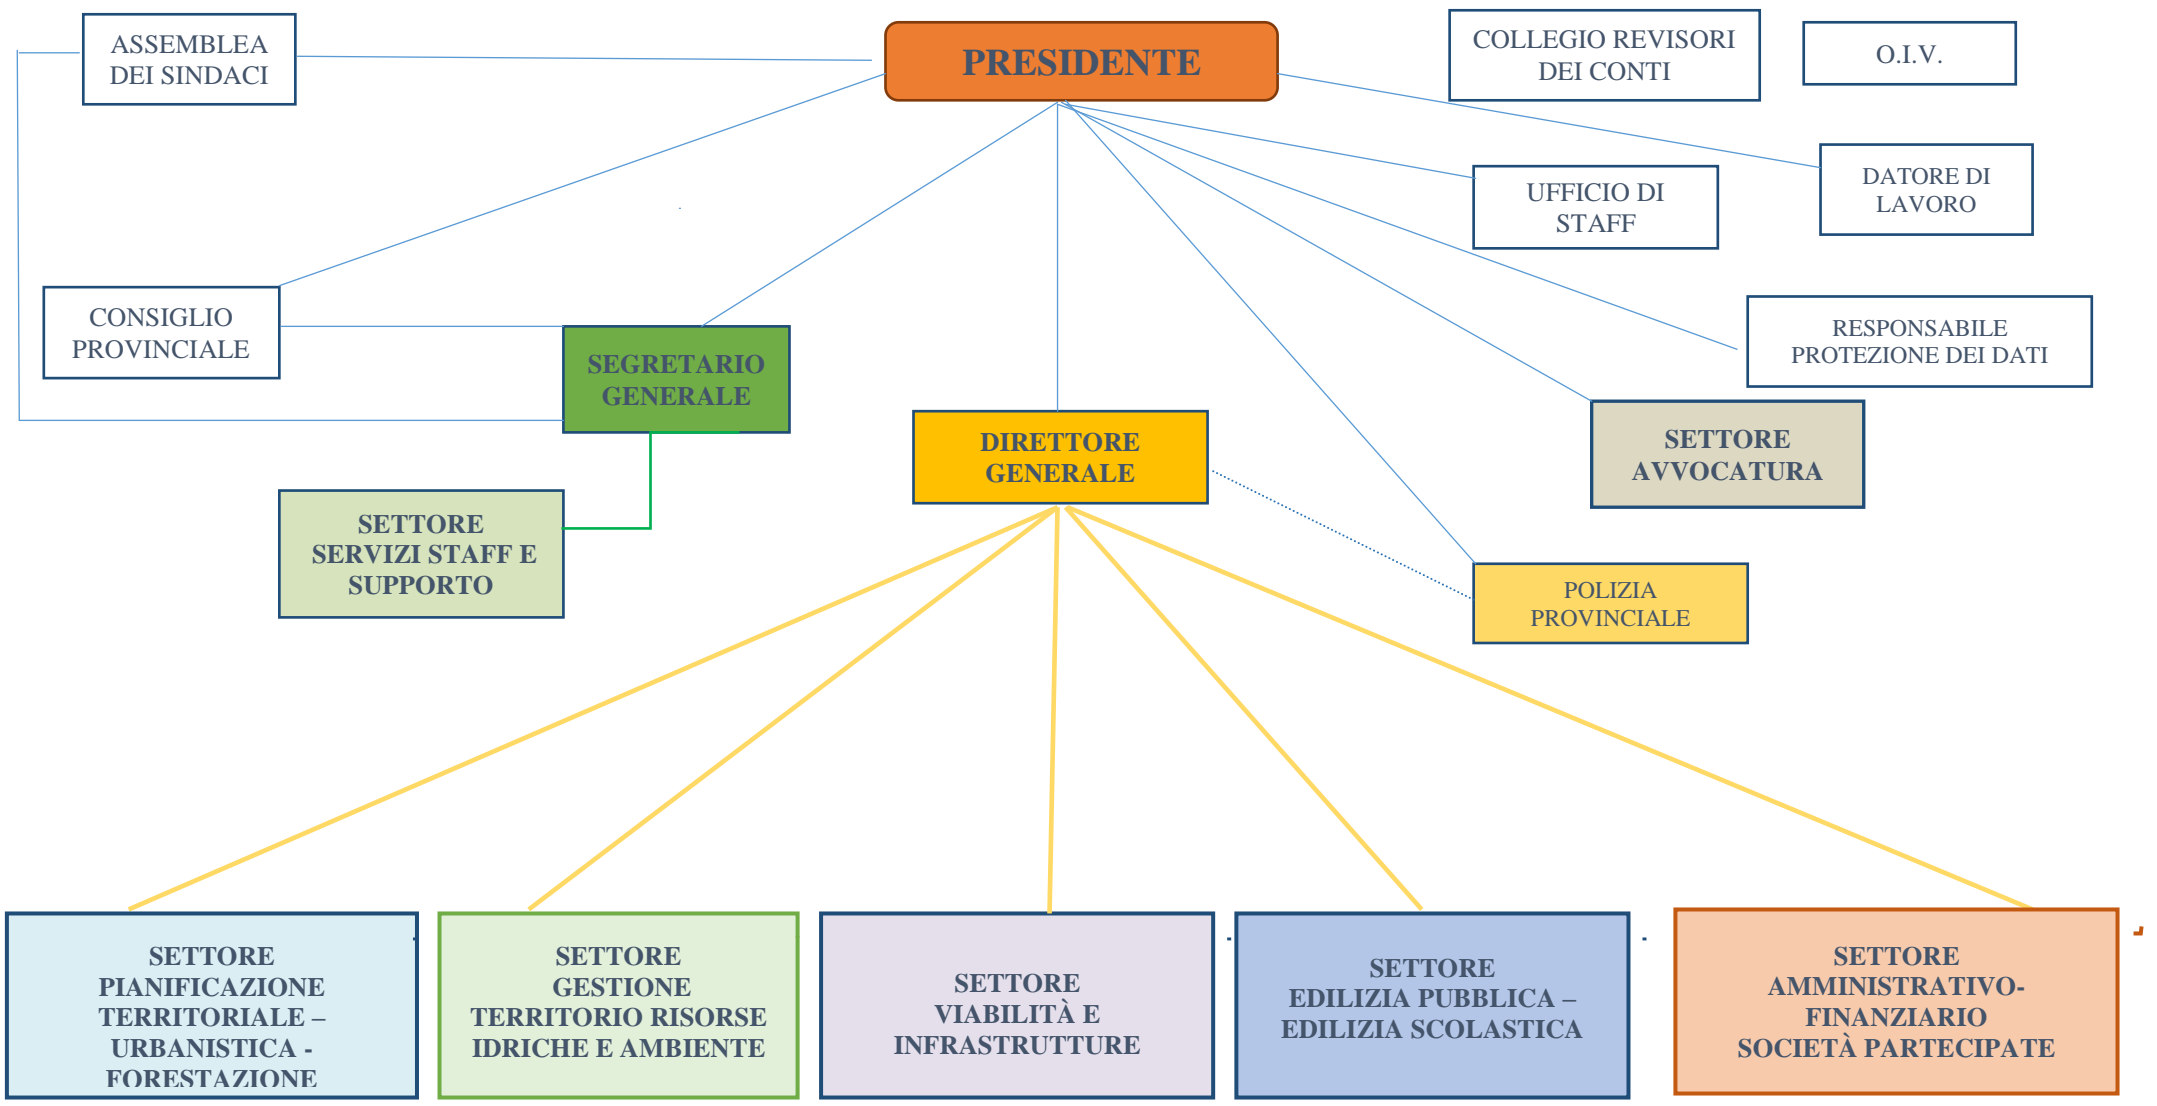 ASSEMBLEA
DEI SINDACI
PRESIDENTE
COLLEGIO REVISORI
DEI CONTI
O.I.V.
UFFICIO DI
STAFF
DATORE DI
LAVORO
CONSIGLIO
PROVINCIALE
SEGRETARIO
GENERALE
RESPONSABILE
PROTEZIONE DEI DATI
DIRETTORE
GENERALE
SETTORE
AVVOCATURA
SETTORE
SERVIZI STAFF E
SUPPORTO
POLIZIA
PROVINCIALE
SETTORE
PIANIFICAZIONE
TERRITORIALE –
URBANISTICA -
FORESTAZIONE
SETTORE
GESTIONE
TERRITORIO RISORSE
IDRICHE E AMBIENTE
SETTORE
VIABILITÀ E
INFRASTRUTTURE
SETTORE
EDILIZIA PUBBLICA –
EDILIZIA SCOLASTICA
SETTORE
AMMINISTRATIVO-
FINANZIARIO
SOCIETÀ PARTECIPATE